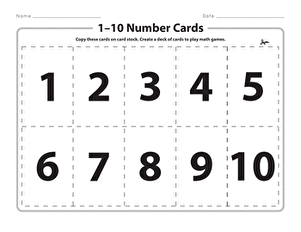 Name Date
1–10 Number Cards
Copy these cards on card stock. Create a deck of cards to play math games.
1 2 3 4 5
6 7 8 9 10